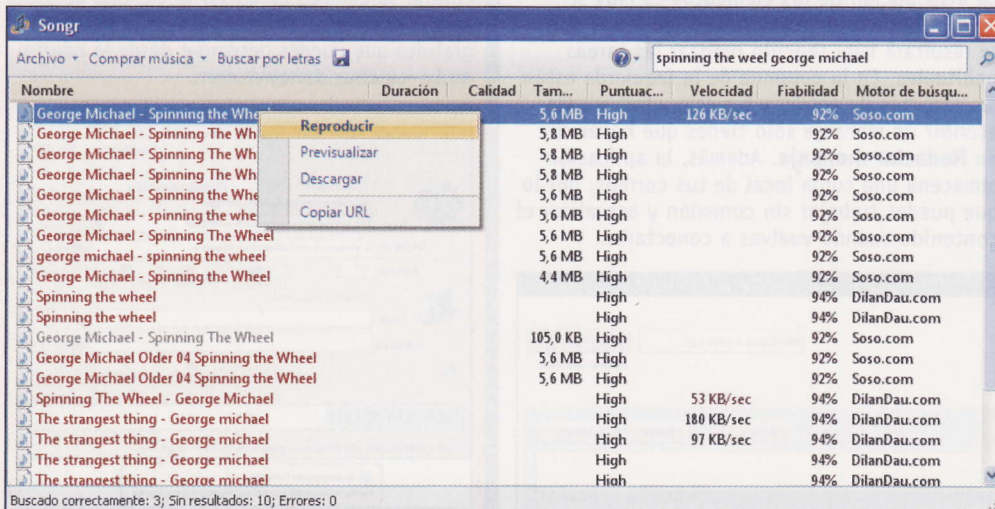 Songr
Archivo Comprar música Buscar por letras spinning the weel george michael
Nombre Duración Calidad Tam... Puntuac... Velocidad Fiabilidad Motor de búsqu...
George Michael - Spinning the Whe 5,6 MB High 126 KB/sec 92% Soso.com
George Michael - Spinning The Wh 5,8 MB High 92% Soso.com
George Michael - Spinning The Wh 5,8 MB High 92% Soso.com
George Michael - Spinning The Wh 5,8 MB High 92% Soso.com
George Michael - Spinning the Whe 5,6 MB High 92% Soso.com
George Michael - spinning the whe 5,6 MB High 92% Soso.com
George Michael - Spinning The Wheel 5,6 MB High 92% Soso.com
george michael - spinning the wheel 5,6 MB High 92% Soso.com
George Michael - Spinning the Wheel 4,4 MB High 92% Soso.com
Spinning the wheel High 94% DilanDau.com
Spinning the wheel High 94% DilanDau.com
George Michael - Spinning The Wheel 105,0 KB High 92% Soso.com
George Michael Older 04 Spinning the Wheel 5,6 MB High 92% Soso.com
George Michael Older 04 Spinning the Wheel 5,6 MB High 92% Soso.com
Spinning The Wheel - George Michael High 53 KB/sec 94% DilanDau.com
The strangest thing - George michael High 180 KB/sec 94% DilanDau.com
The strangest thing - George michael High 97 KB/sec 94% DilanDau.com
The strangest thing - George michael High 94% DilanDau.com
The strangest thing - George michael High 94% DilanDau.com
Reproducir
Previsualizar
Descargar
Copiar URL
Buscado correctamente: 3; Sin resultados: 10; Errores: 0